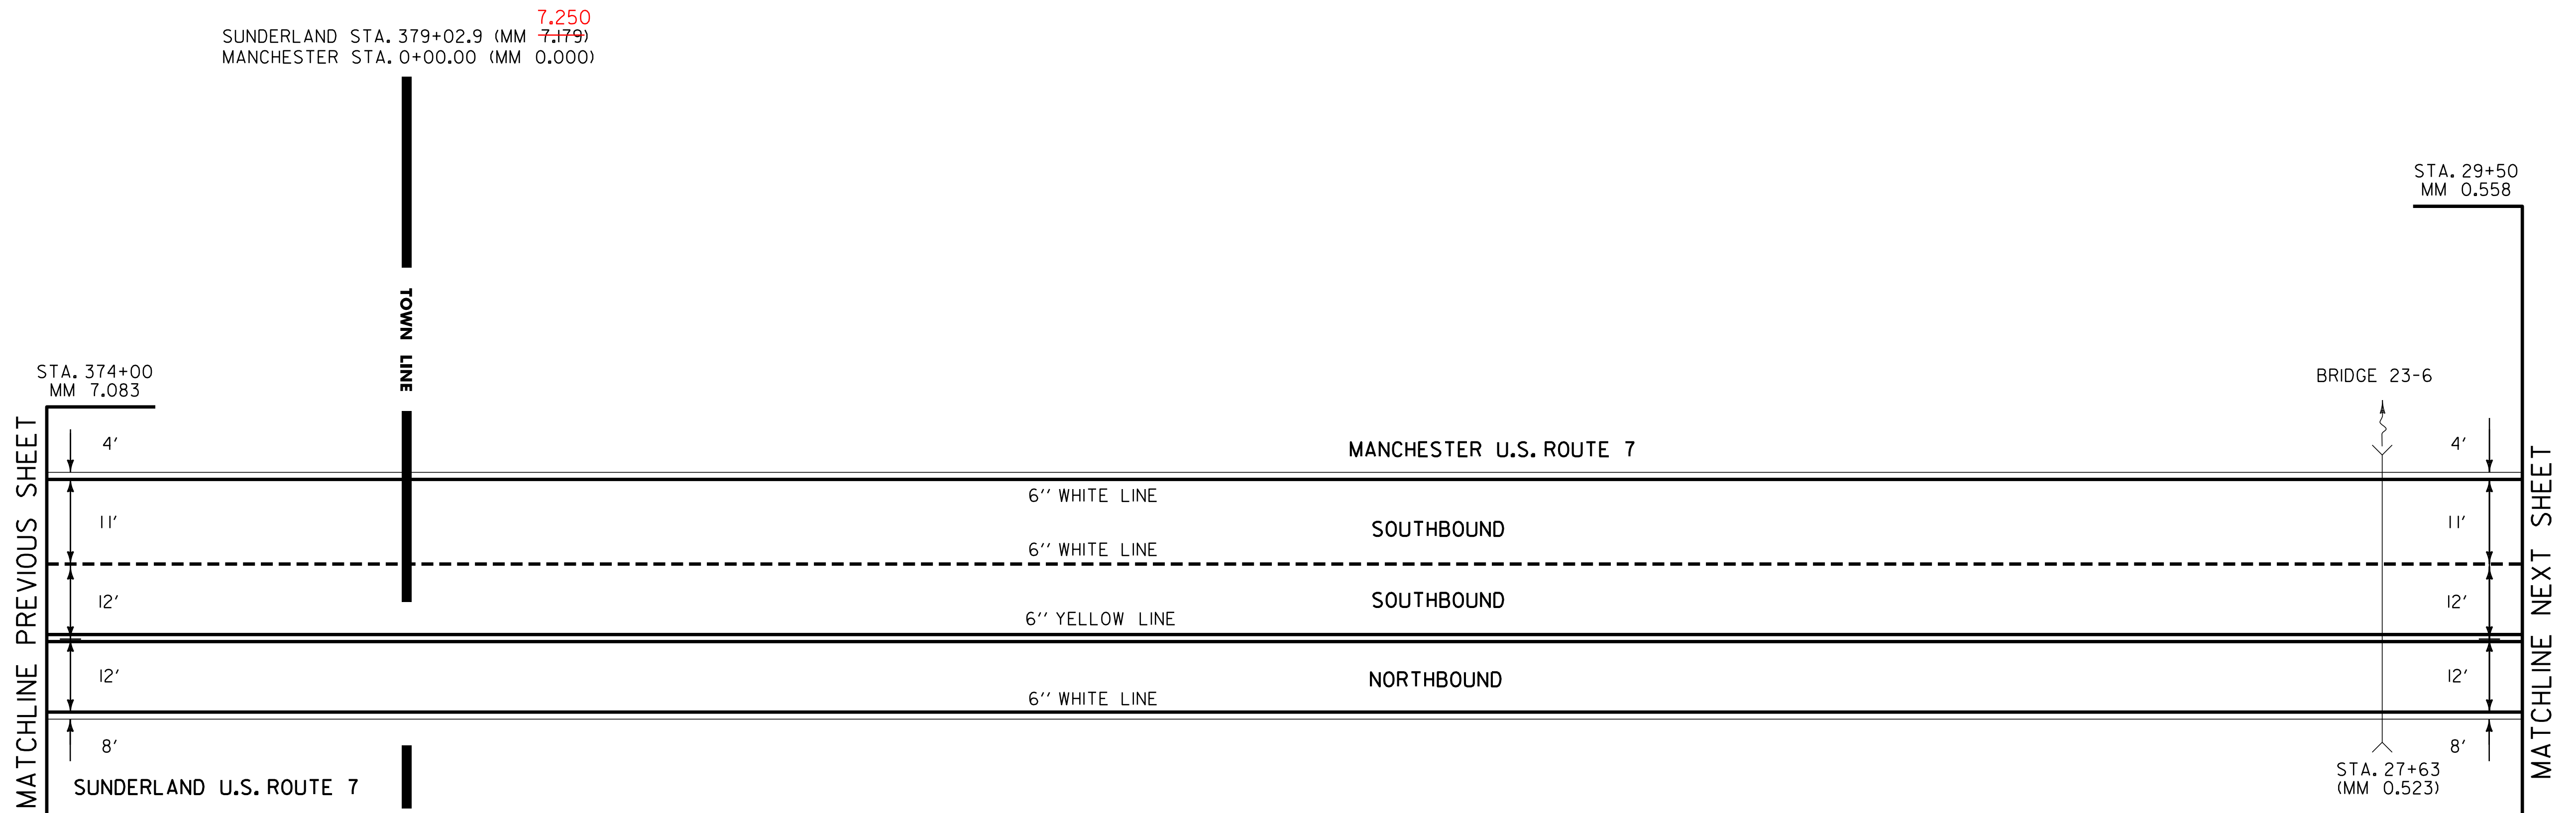 7.250
SUNDERLAND STA. 379+02.9 (MM 7.179)
MANCHESTER STA. 0+00.00 (MM 0.000)
STA. 29+50
MM 0.558
TOWN LINE
STA. 374+00
MM 7.083
BRIDGE 23-6
MATCHLINE PREVIOUS SHEET
4′
MANCHESTER U.S. ROUTE 7
4′
MATCHLINE NEXT SHEET
6″ WHITE LINE
11′
SOUTHBOUND
11′
6″ WHITE LINE
12′
SOUTHBOUND
12′
6″ YELLOW LINE
12′
NORTHBOUND
12′
6″ WHITE LINE
8′
8′
STA. 27+63
(MM 0.523)
SUNDERLAND U.S. ROUTE 7